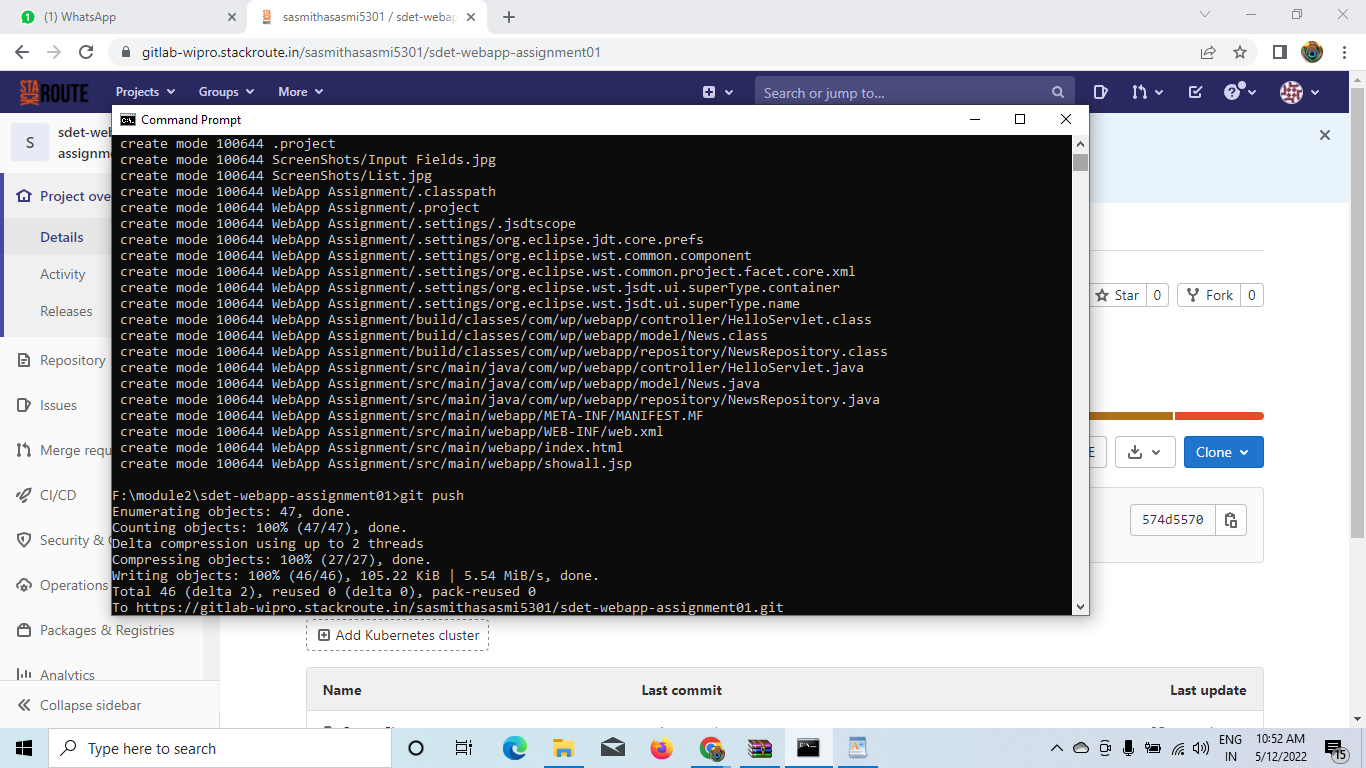 (1) WhatsApp
sasmithasasmi5301 / sdet-webap
gitlab-wipro.stackroute.in/sasmithasasmi5301/sdet-webapp-assignment01
STACKROUTE
Projects
Groups
More
Search or jump to...
S
sdet-web
assignm
Project ove
Details
Activity
Releases
Repository
Issues
Merge requ
CI/CD
Security &
Operations
Packages & Registries
Analytics
Collapse sidebar
Command Prompt
create mode 100644 .project
create mode 100644 ScreenShots/Input Fields.jpg
create mode 100644 ScreenShots/List.jpg
create mode 100644 WebApp Assignment/.classpath
create mode 100644 WebApp Assignment/.project
create mode 100644 WebApp Assignment/.settings/.jsdtscope
create mode 100644 WebApp Assignment/.settings/org.eclipse.jdt.core.prefs
create mode 100644 WebApp Assignment/.settings/org.eclipse.wst.common.component
create mode 100644 WebApp Assignment/.settings/org.eclipse.wst.common.project.facet.core.xml
create mode 100644 WebApp Assignment/.settings/org.eclipse.wst.jsdt.ui.superType.container
create mode 100644 WebApp Assignment/.settings/org.eclipse.wst.jsdt.ui.superType.name
create mode 100644 WebApp Assignment/build/classes/com/wp/webapp/controller/HelloServlet.class
create mode 100644 WebApp Assignment/build/classes/com/wp/webapp/model/News.class
create mode 100644 WebApp Assignment/build/classes/com/wp/webapp/repository/NewsRepository.class
create mode 100644 WebApp Assignment/src/main/java/com/wp/webapp/controller/HelloServlet.java
create mode 100644 WebApp Assignment/src/main/java/com/wp/webapp/model/News.java
create mode 100644 WebApp Assignment/src/main/java/com/wp/webapp/repository/NewsRepository.java
create mode 100644 WebApp Assignment/src/main/webapp/META-INF/MANIFEST.MF
create mode 100644 WebApp Assignment/src/main/webapp/WEB-INF/web.xml
create mode 100644 WebApp Assignment/src/main/webapp/index.html
create mode 100644 WebApp Assignment/src/main/webapp/showall.jsp
F:\module2\sdet-webapp-assignment01>git push
Enumerating objects: 47, done.
Counting objects: 100% (47/47), done.
Delta compression using up to 2 threads
Compressing objects: 100% (27/27), done.
Writing objects: 100% (46/46), 105.22 KiB | 5.54 MiB/s, done.
Total 46 (delta 2), reused 0 (delta 0), pack-reused 0
To https://gitlab-wipro.stackroute.in/sasmithasasmi5301/sdet-webapp-assignment01.git
Star 0 Fork 0
E
Clone
574d5570
Add Kubernetes cluster
Name Last commit Last update
Type here to search
ENG
IN
10:52 AM
5/12/2022
15